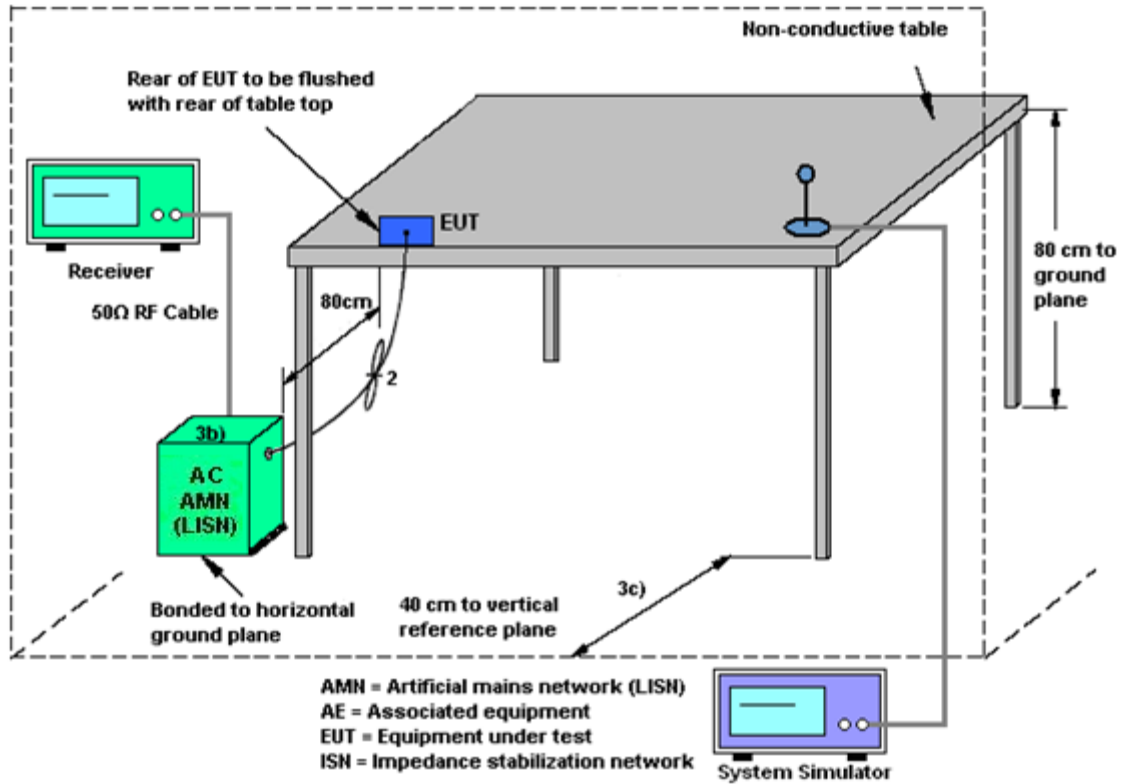 Non-conductive table
Rear of EUT to be flushed
with rear of table top
EUT
Receiver
80cm
80 cm to
ground
plane
50Ω RF Cable
2
3b)
AC
AMN
(LISN)
3c)
Bonded to horizontal
ground plane
40 cm to vertical
reference plane
AMN = Artificial mains network (LISN)
AE = Associated equipment
EUT = Equipment under test
ISN = Impedance stabilization network
System Simulator